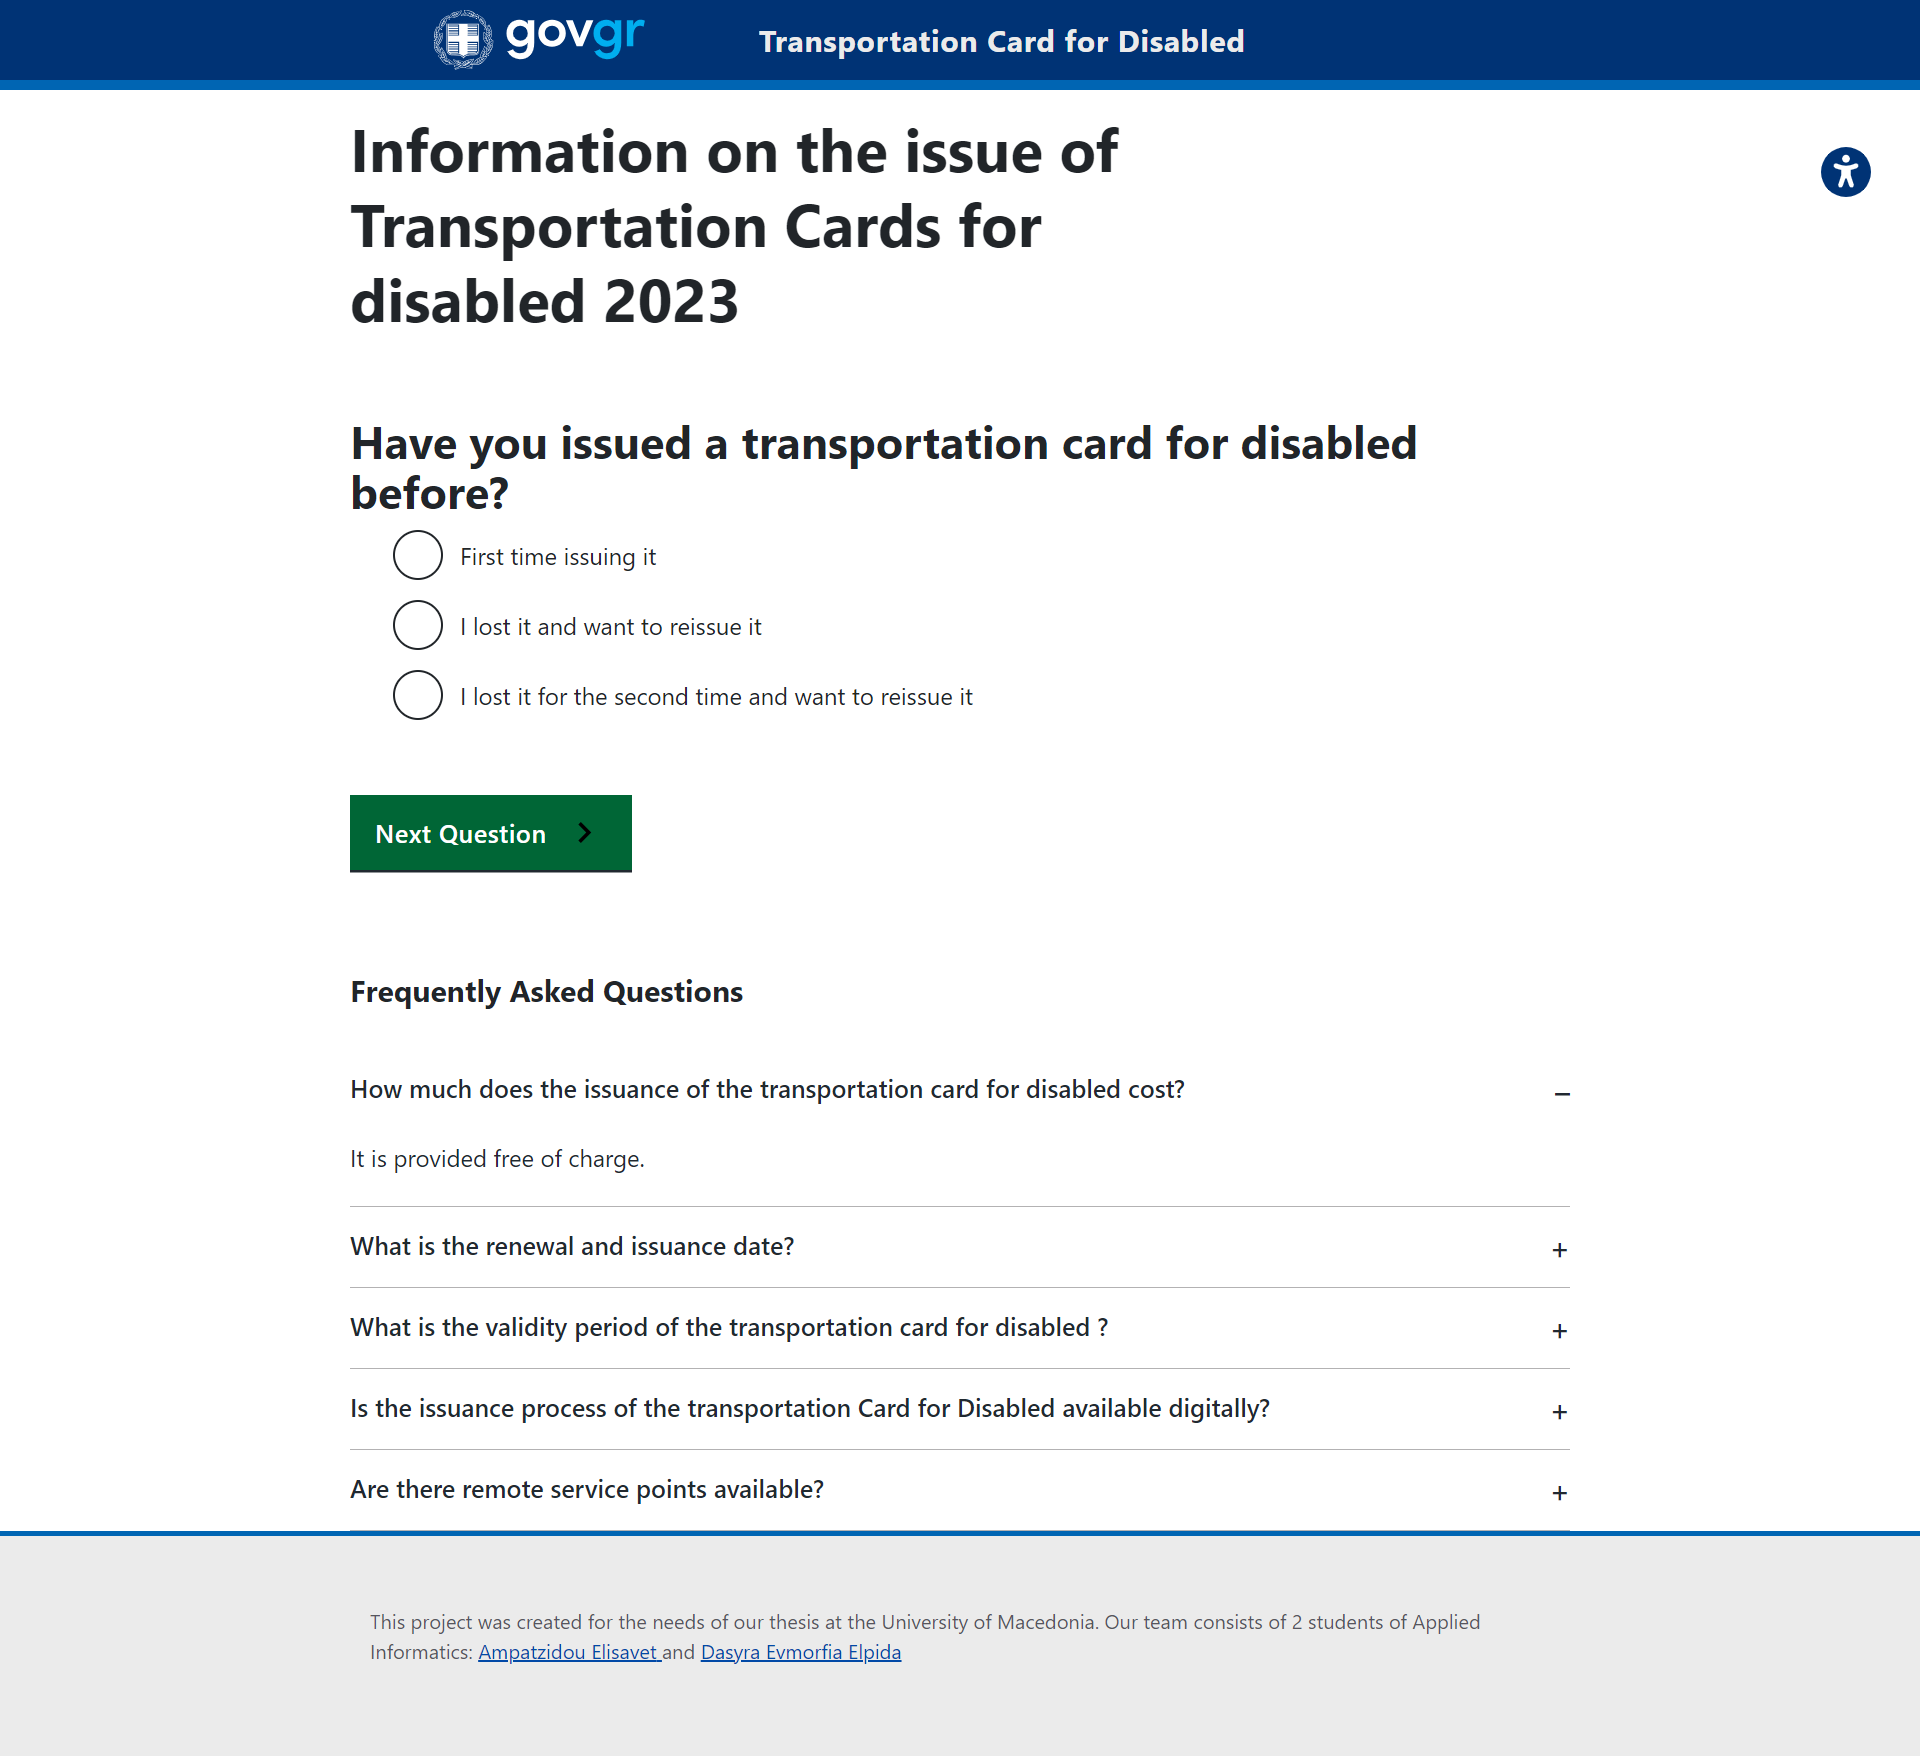 govgr
Transportation Card for Disabled
Information on the issue of
Transportation Cards for
disabled 2023
Have you issued a transportation card for disabled
before?
First time issuing it
I lost it and want to reissue it
I lost it for the second time and want to reissue it
Next Question
Frequently Asked Questions
How much does the issuance of the transportation card for disabled cost?
It is provided free of charge.
What is the renewal and issuance date?
What is the validity period of the transportation card for disabled ?
Is the issuance process of the transportation Card for Disabled available digitally?
Are there remote service points available?
This project was created for the needs of our thesis at the University of Macedonia. Our team consists of 2 students of Applied
Informatics: Ampatzidou Elisavet and Dasyra Evmorfia Elpida